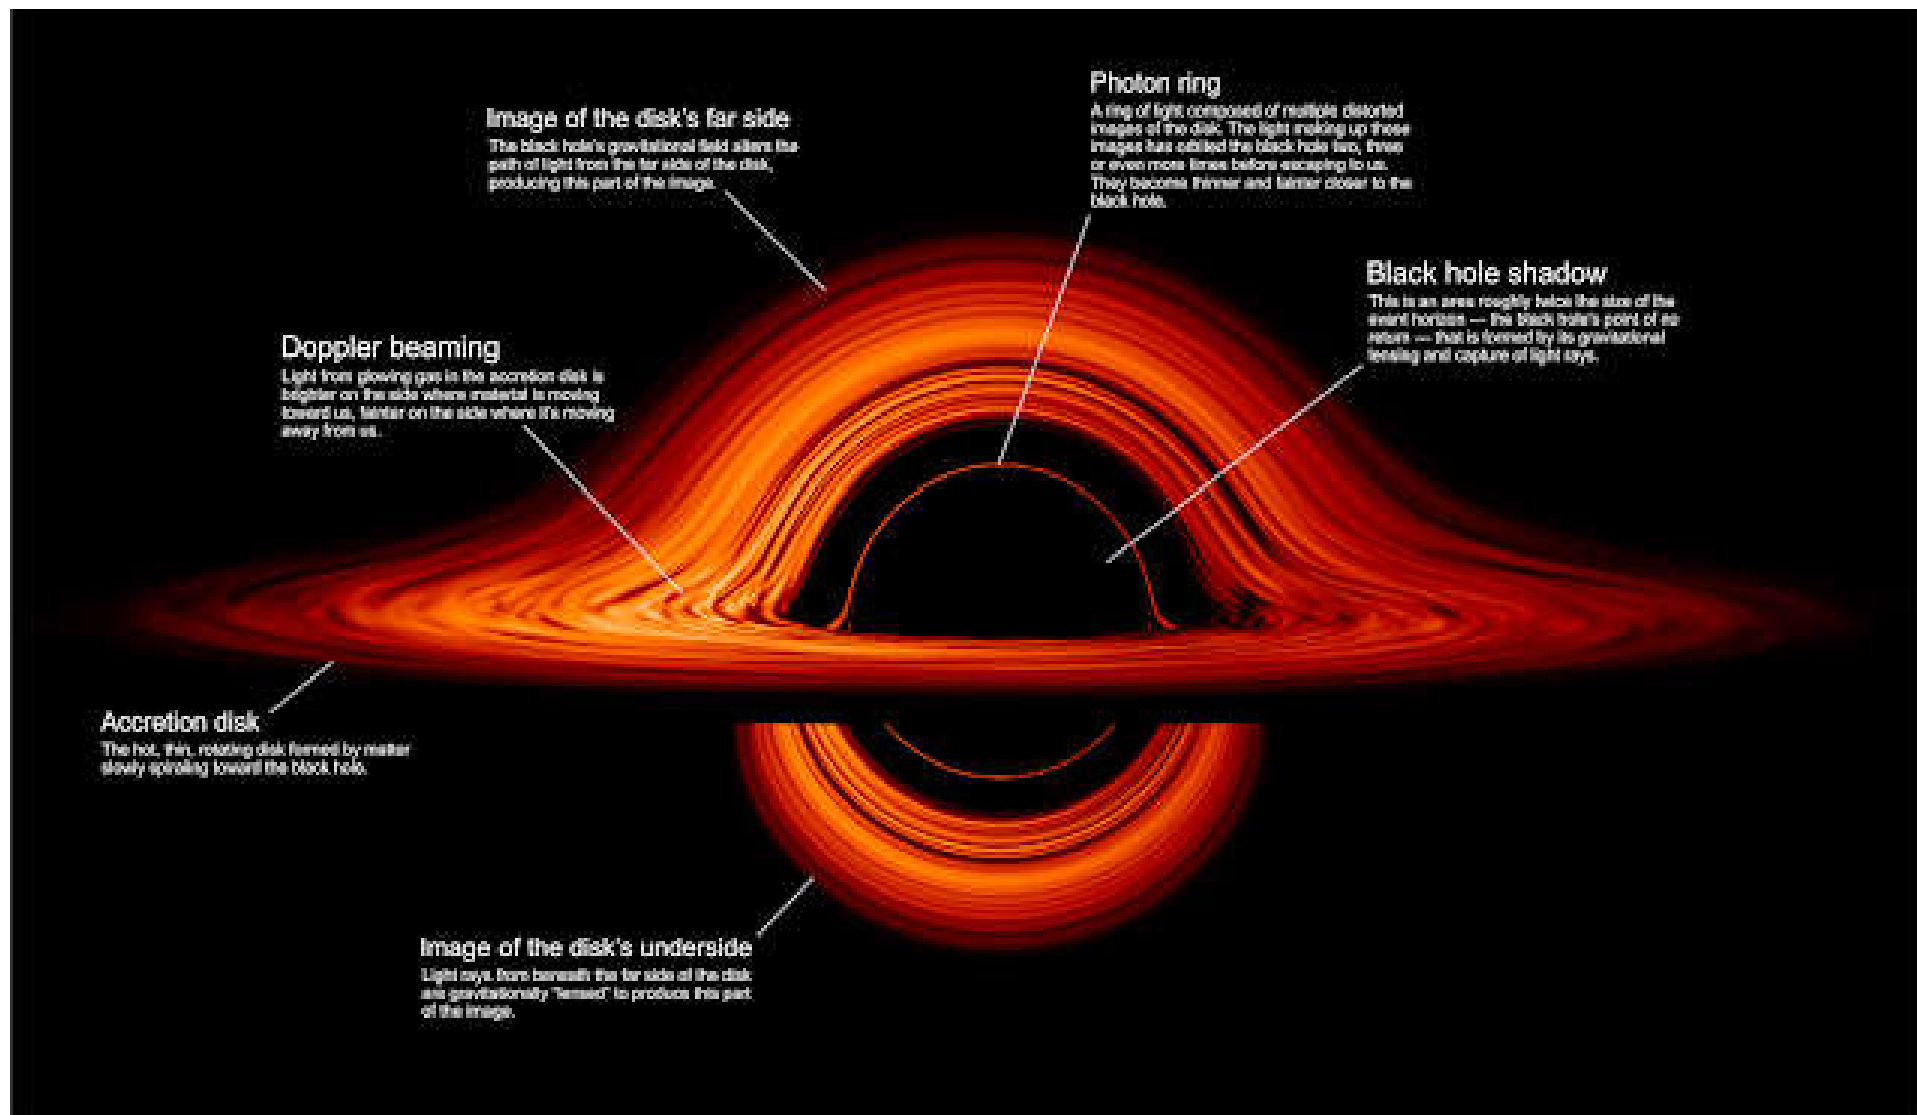 Photon ring
A ring of light composed of multiple distorted
images of the disk. The light making up these
images has orbited the black hole two, three
or even more times before escaping to us.
They become thinner and fainter closer to the
black hole.
Image of the disk's far side
The black hole's gravitational field alters the
path of light from the far side of the disk,
producing this part of the image.
Black hole shadow
This is an area roughly twice the size of the
event horizon — the black hole's point of no
return — that is formed by its gravitational
lensing and capture of light rays.
Doppler beaming
Light from glowing gas in the accretion disk is
brighter on the side where material is moving
toward us, fainter on the side where it's moving
away from us.
Accretion disk
The hot, thin, rotating disk formed by matter
slowly spiraling toward the black hole.
Image of the disk's underside
Light rays from beneath the far side of the disk
are gravitationally "lensed" to produce this part
of the image.